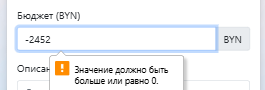 Бюджет (BYN)
-2452 BYN
Значение должно быть
Описан
больше или равно 0.